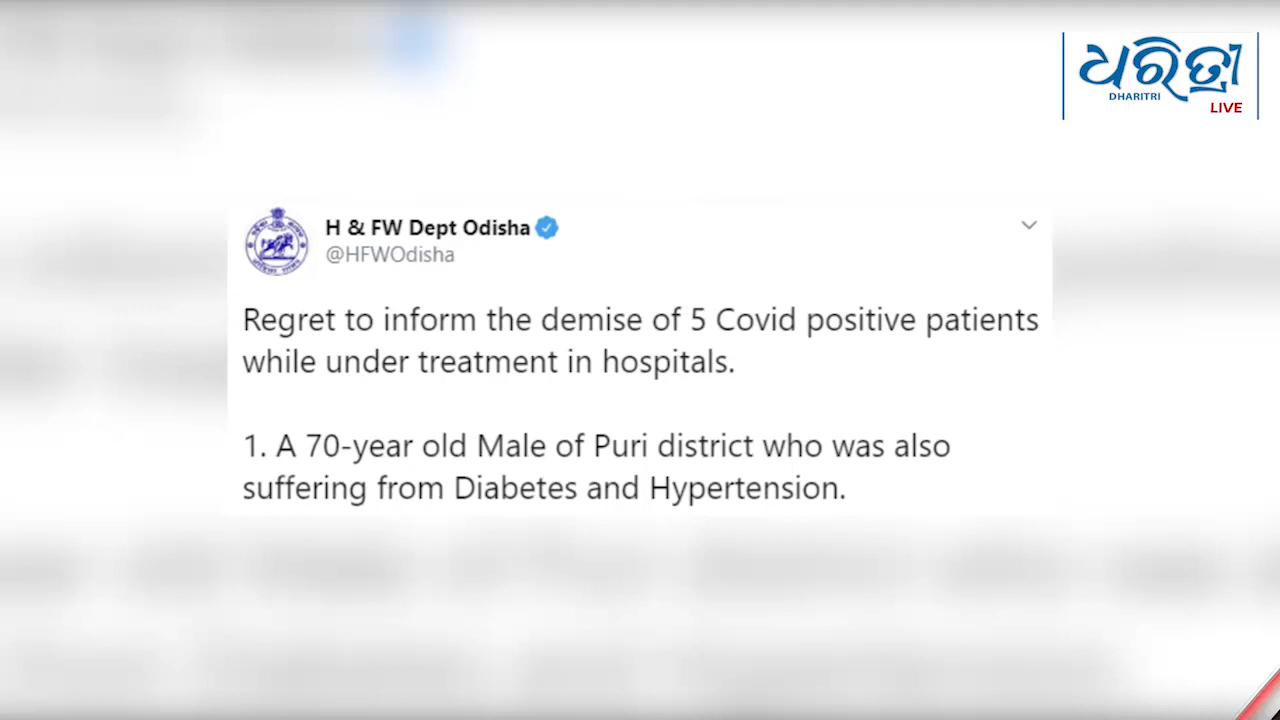 ଧରିତ୍ରୀ
DHARITRI
LIVE
H & FW Dept Odisha
@HFWOdisha
Regret to inform the demise of 5 Covid positive patients
while under treatment in hospitals.
1. A 70-year old Male of Puri district who was also
suffering from Diabetes and Hypertension.